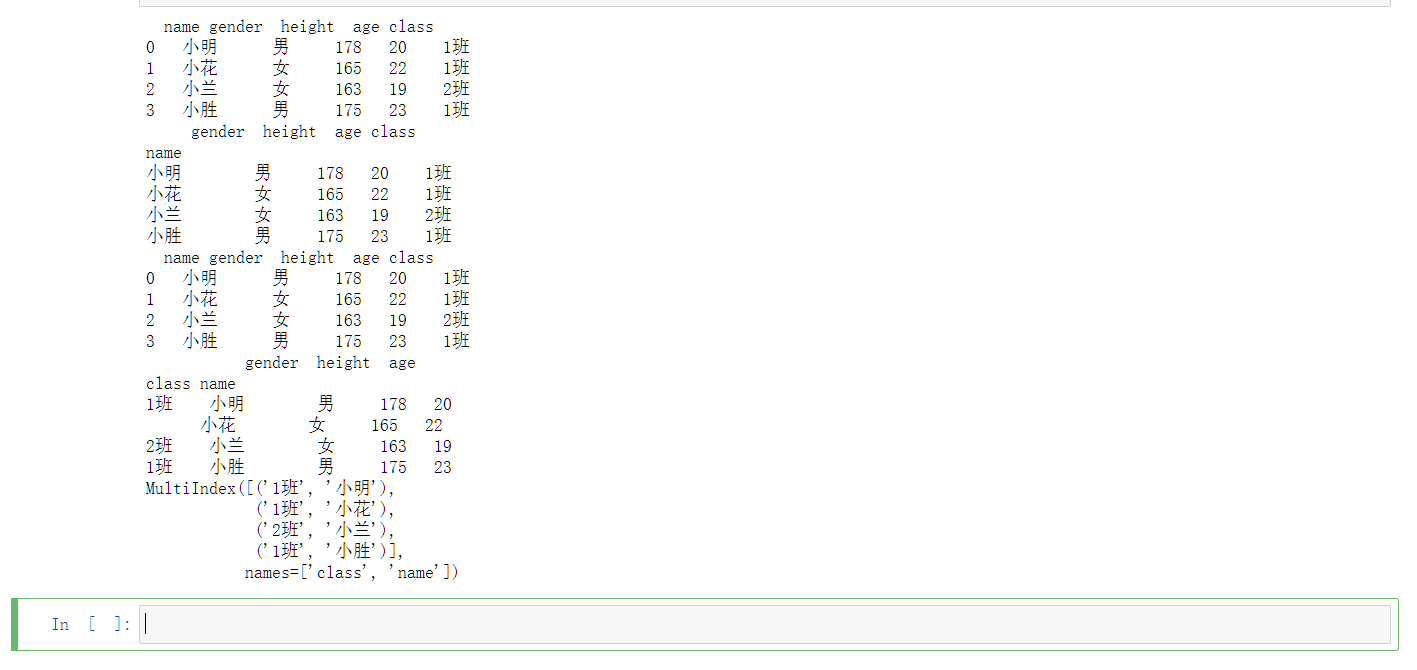 name gender  height  age class
0   小明      男     178   20    1班
1   小花      女     165   22    1班
2   小兰      女     163   19    2班
3   小胜      男     175   23    1班
     gender  height  age class
name
小明        男     178   20    1班
小花        女     165   22    1班
小兰        女     163   19    2班
小胜        男     175   23    1班
  name gender  height  age class
0   小明      男     178   20    1班
1   小花      女     165   22    1班
2   小兰      女     163   19    2班
3   小胜      男     175   23    1班
           gender  height  age
class name
1班    小明        男     178   20
      小花        女     165   22
2班    小兰        女     163   19
1班    小胜        男     175   23
MultiIndex([('1班', '小明'),
            ('1班', '小花'),
            ('2班', '小兰'),
            ('1班', '小胜')],
           names=['class', 'name'])
In [ ]: